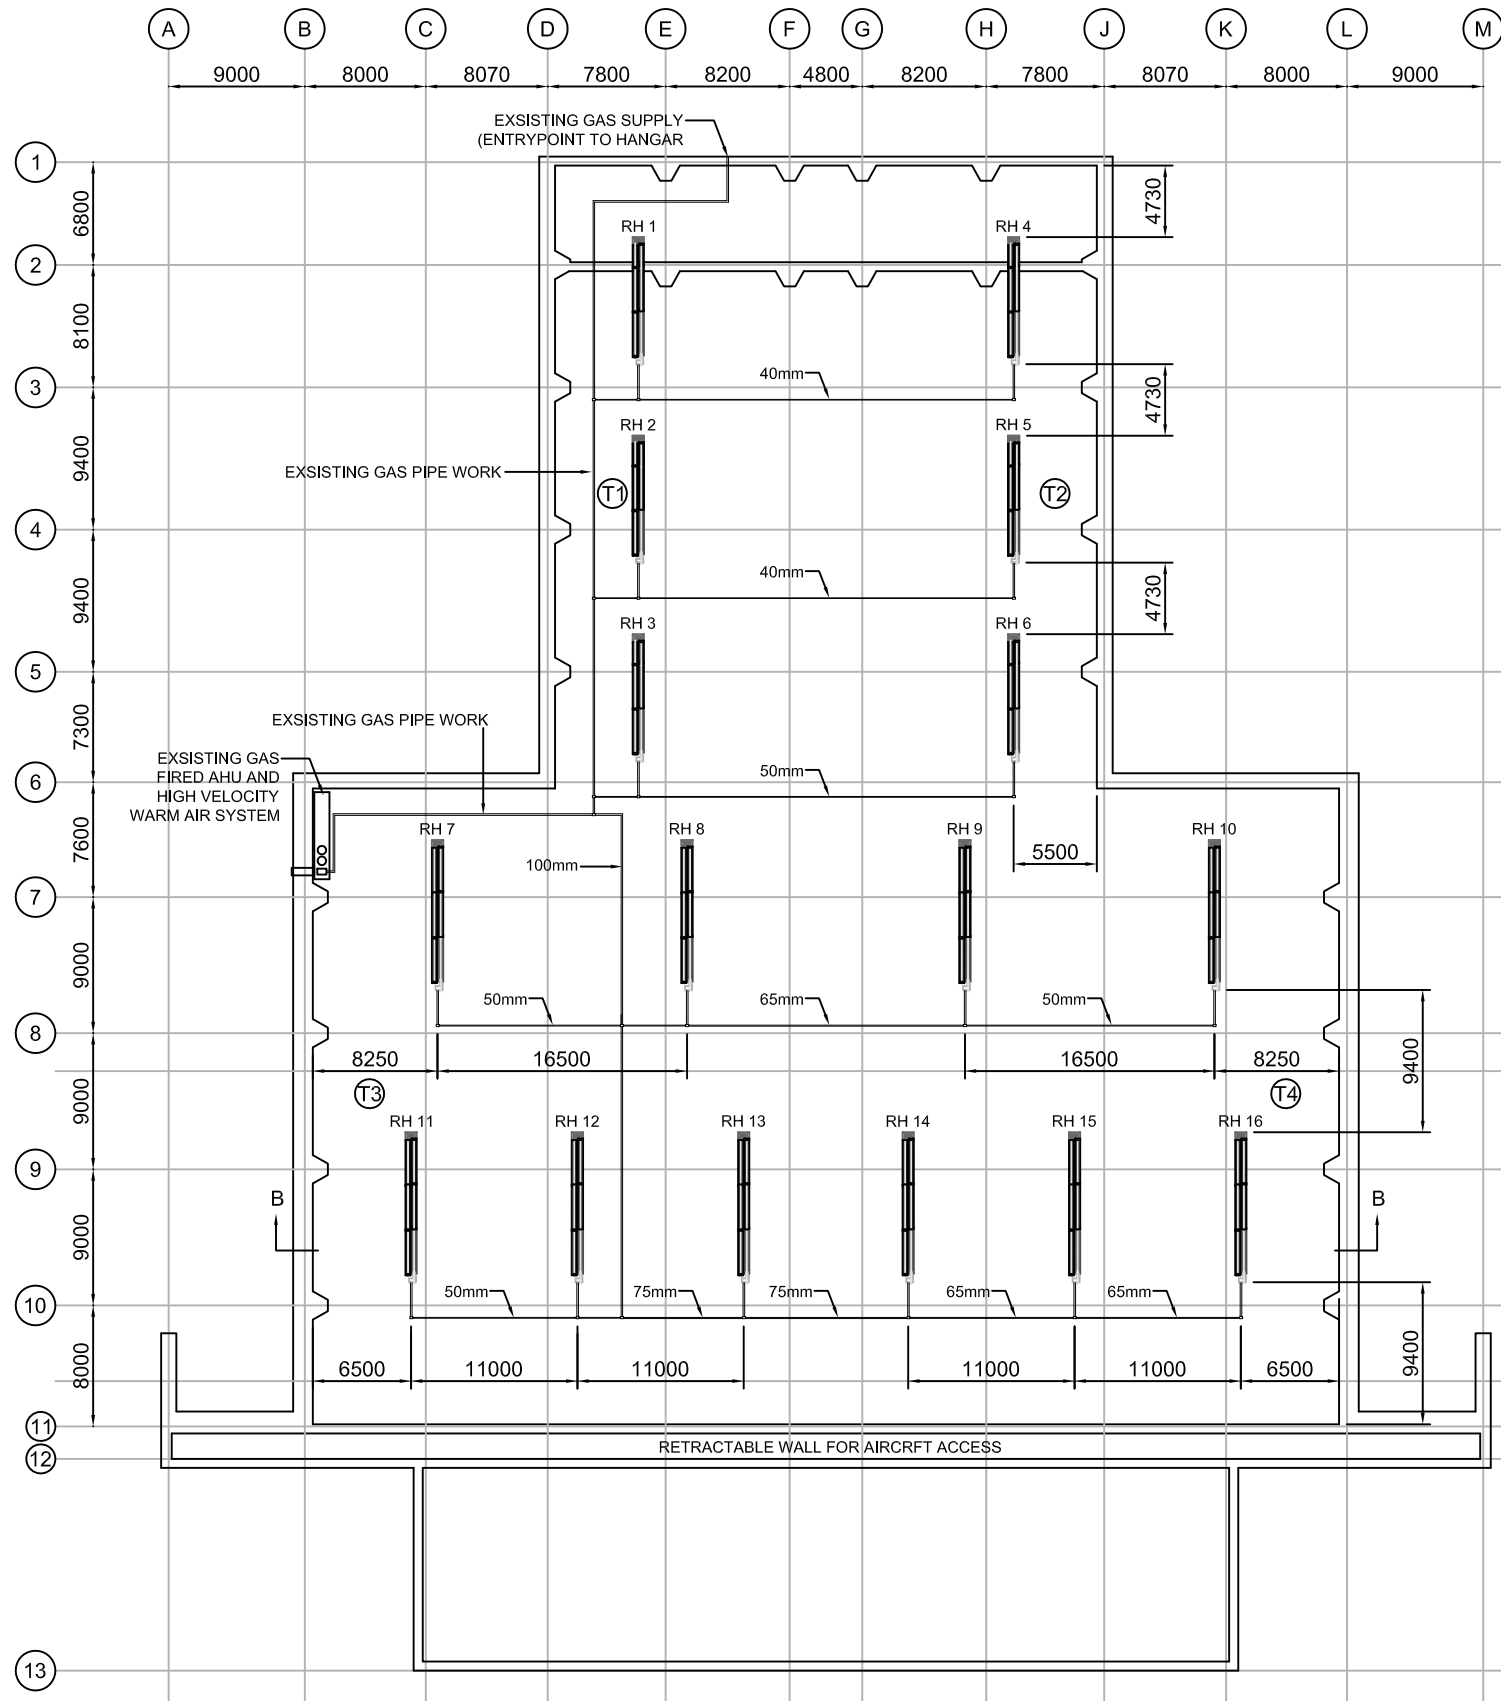 A B C D E F G H J K L M
9000 8000 8070 7800 8200 4800 8200 7800 8070 8000 9000
EXSISTING GAS SUPPLY
(ENTRYPOINT TO HANGAR
1
6800
4730
RH 1 RH 4
2
8100
3
40mm
4730
9400
RH 2 RH 5
EXSISTING GAS PIPE WORK
T1 T2
4
40mm
4730
9400
RH 3 RH 6
5
7300
EXSISTING GAS PIPE WORK
EXSISTING GAS
FIRED AHU AND
HIGH VELOCITY
WARM AIR SYSTEM
50mm
6
7600
RH 7 RH 8 RH 9 RH 10
5500
100mm
7
9000
50mm 65mm 50mm
8
8250 16500 16500 8250
9400
T3 T4
9000
RH 11 RH 12 RH 13 RH 14 RH 15 RH 16
9
B B
9000
50mm 75mm 75mm 65mm 65mm
10
6500 11000 11000 11000 11000 6500
9400
8000
11
RETRACTABLE WALL FOR AIRCRFT ACCESS
12
13